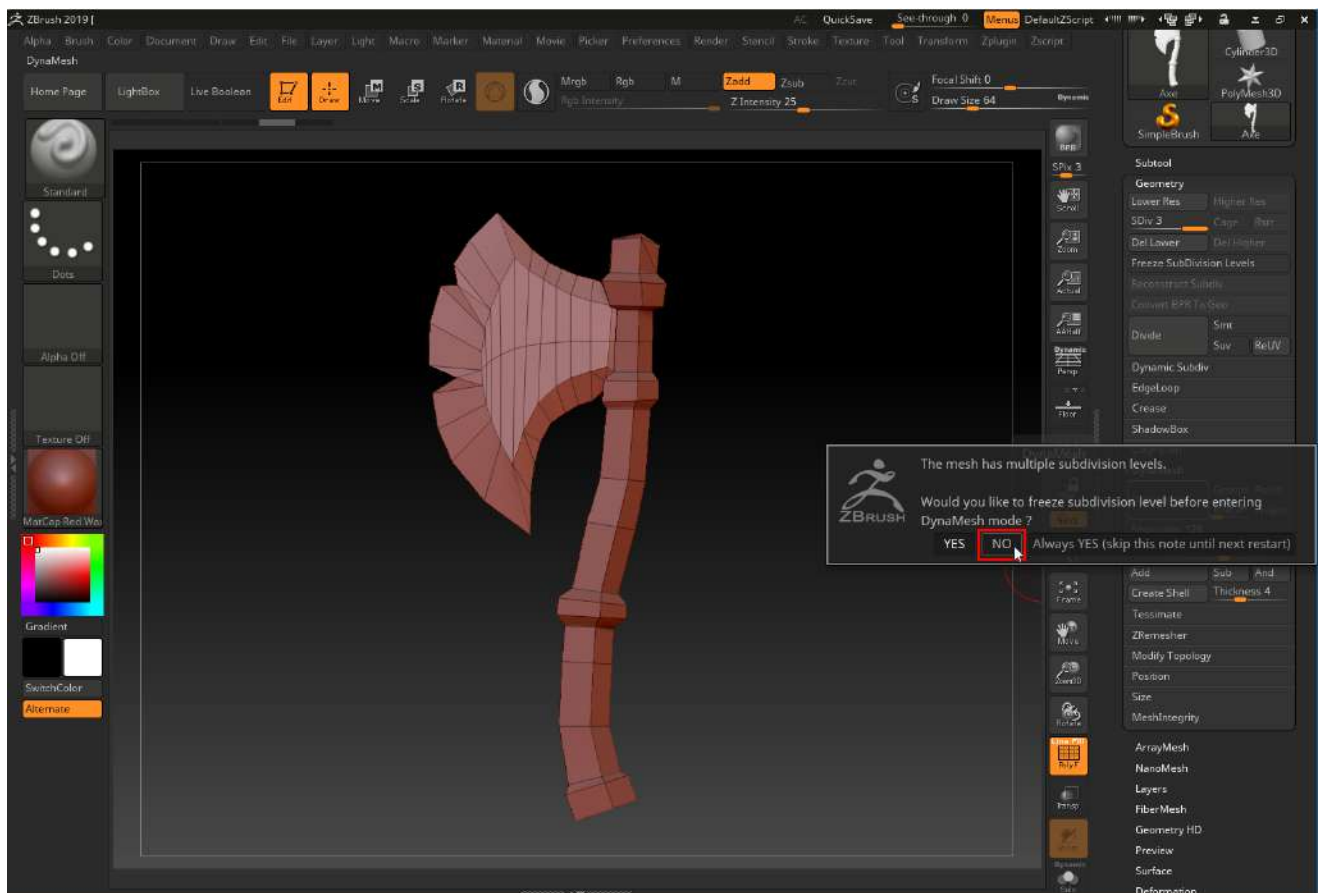 ZBrush 2019 [
AC QuickSave See-through 0 Menus DefaultZScript
Alpha Brush Color Document Draw Edit File Layer Light Macro Marker Material Movie Picker Preferences Render Stencil Stroke Texture Tool Transform Zplugin Zscript
DynaMesh
Home Page LightBox Live Boolean Edit Draw Move Scale Rotate
Mrgb Rgb M Zadd Zsub Zcut
Rgb Intensity Z Intensity 25
Focal Shift 0
Draw Size 64 Dynamic
S
Standard
Dots
Alpha Off
Texture Off
MatCap Red Wax
Gradient
SwitchColor
Alternate
BPR
SPix 3
Scroll
Zoom
Actual
AAHalf
Dynamic
Persp
Floor
Frame
Move
Zoom3D
Rotate
Line Fill
PolyF
Transp
Dynamic
Solo
Cylinder3D
Axe PolyMesh3D
SimpleBrush Axe
Subtool
Geometry
Lower Res Higher Res
SDiv 3 Cage Rstr
Del Lower Del Higher
Freeze SubDivision Levels
Reconstruct Subdiv
Convert BPR To Geo
Divide Smt
Suv ReUV
Dynamic Subdiv
EdgeLoop
Crease
ShadowBox
The mesh has multiple subdivision levels.
Would you like to freeze subdivision level before entering
DynaMesh mode ?
ZBRUSH
YES NO Always YES (skip this note until next restart)
Add Sub And
Create Shell Thickness 4
Tessimate
ZRemesher
Modify Topology
Position
Size
MeshIntegrity
ArrayMesh
NanoMesh
Layers
FiberMesh
Geometry HD
Preview
Surface
Deformation